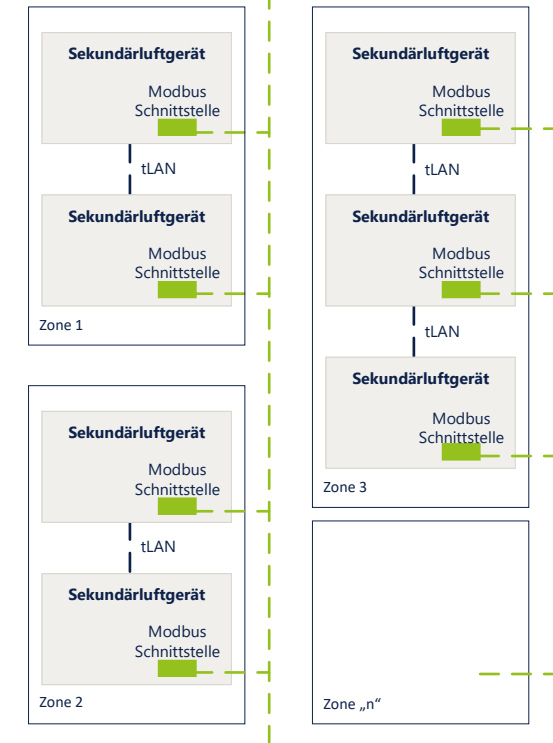 Sekundärluftgerät
Modbus
Schnittstelle
tLAN
Sekundärluftgerät
Modbus
Schnittstelle
Zone 1
Sekundärluftgerät
Modbus
Schnittstelle
tLAN
Sekundärluftgerät
Modbus
Schnittstelle
Zone 2
Sekundärluftgerät
Modbus
Schnittstelle
tLAN
Sekundärluftgerät
Modbus
Schnittstelle
tLAN
Sekundärluftgerät
Modbus
Schnittstelle
Zone 3
Zone „n“